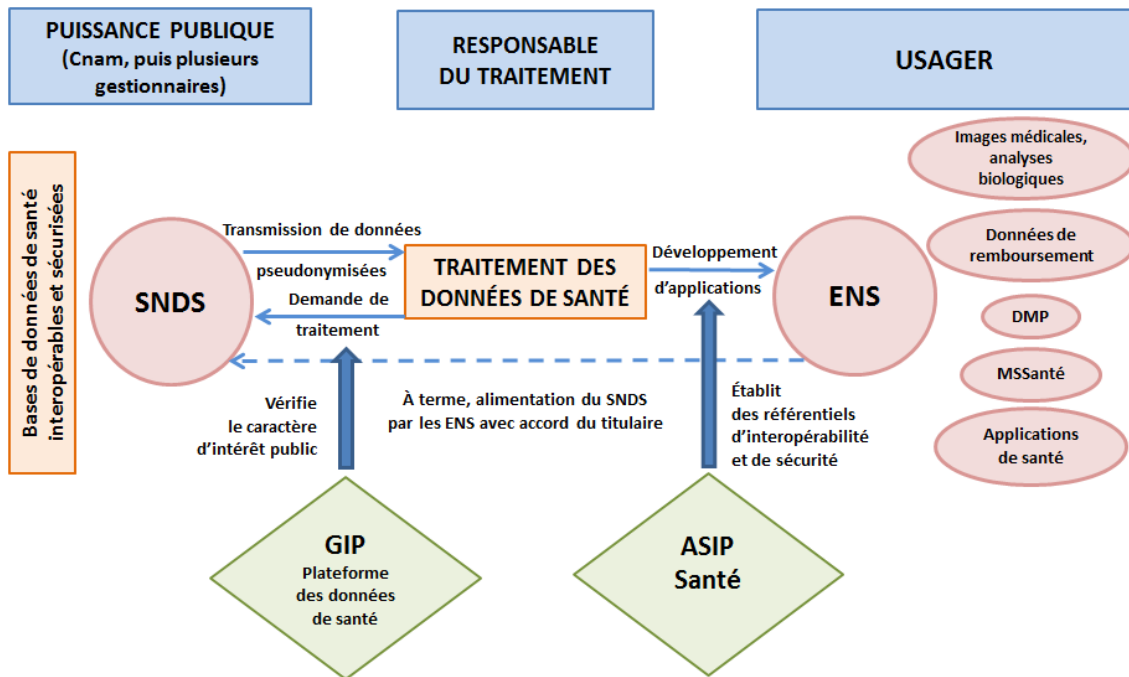 PUISSANCE PUBLIQUE
(Cnam, puis plusieurs
gestionnaires)
RESPONSABLE
DU TRAITEMENT
USAGER
Bases de données de santé
interopérables et sécurisées
SNDS
Transmission de données
pseudonymisées
Demande de
traitement
TRAITEMENT DES
DONNÉES DE SANTÉ
Développement
d'applications
ENS
Images médicales,
analyses
biologiques
Données de
remboursement
DMP
MSSanté
Applications
de santé
Vérifie
le caractère
d'intérêt public
À terme, alimentation du SNDS
par les ENS avec accord du titulaire
Établit
des référentiels
d'interopérabilité
et de sécurité
GIP
Plateforme
des données
de santé
ASIP
Santé